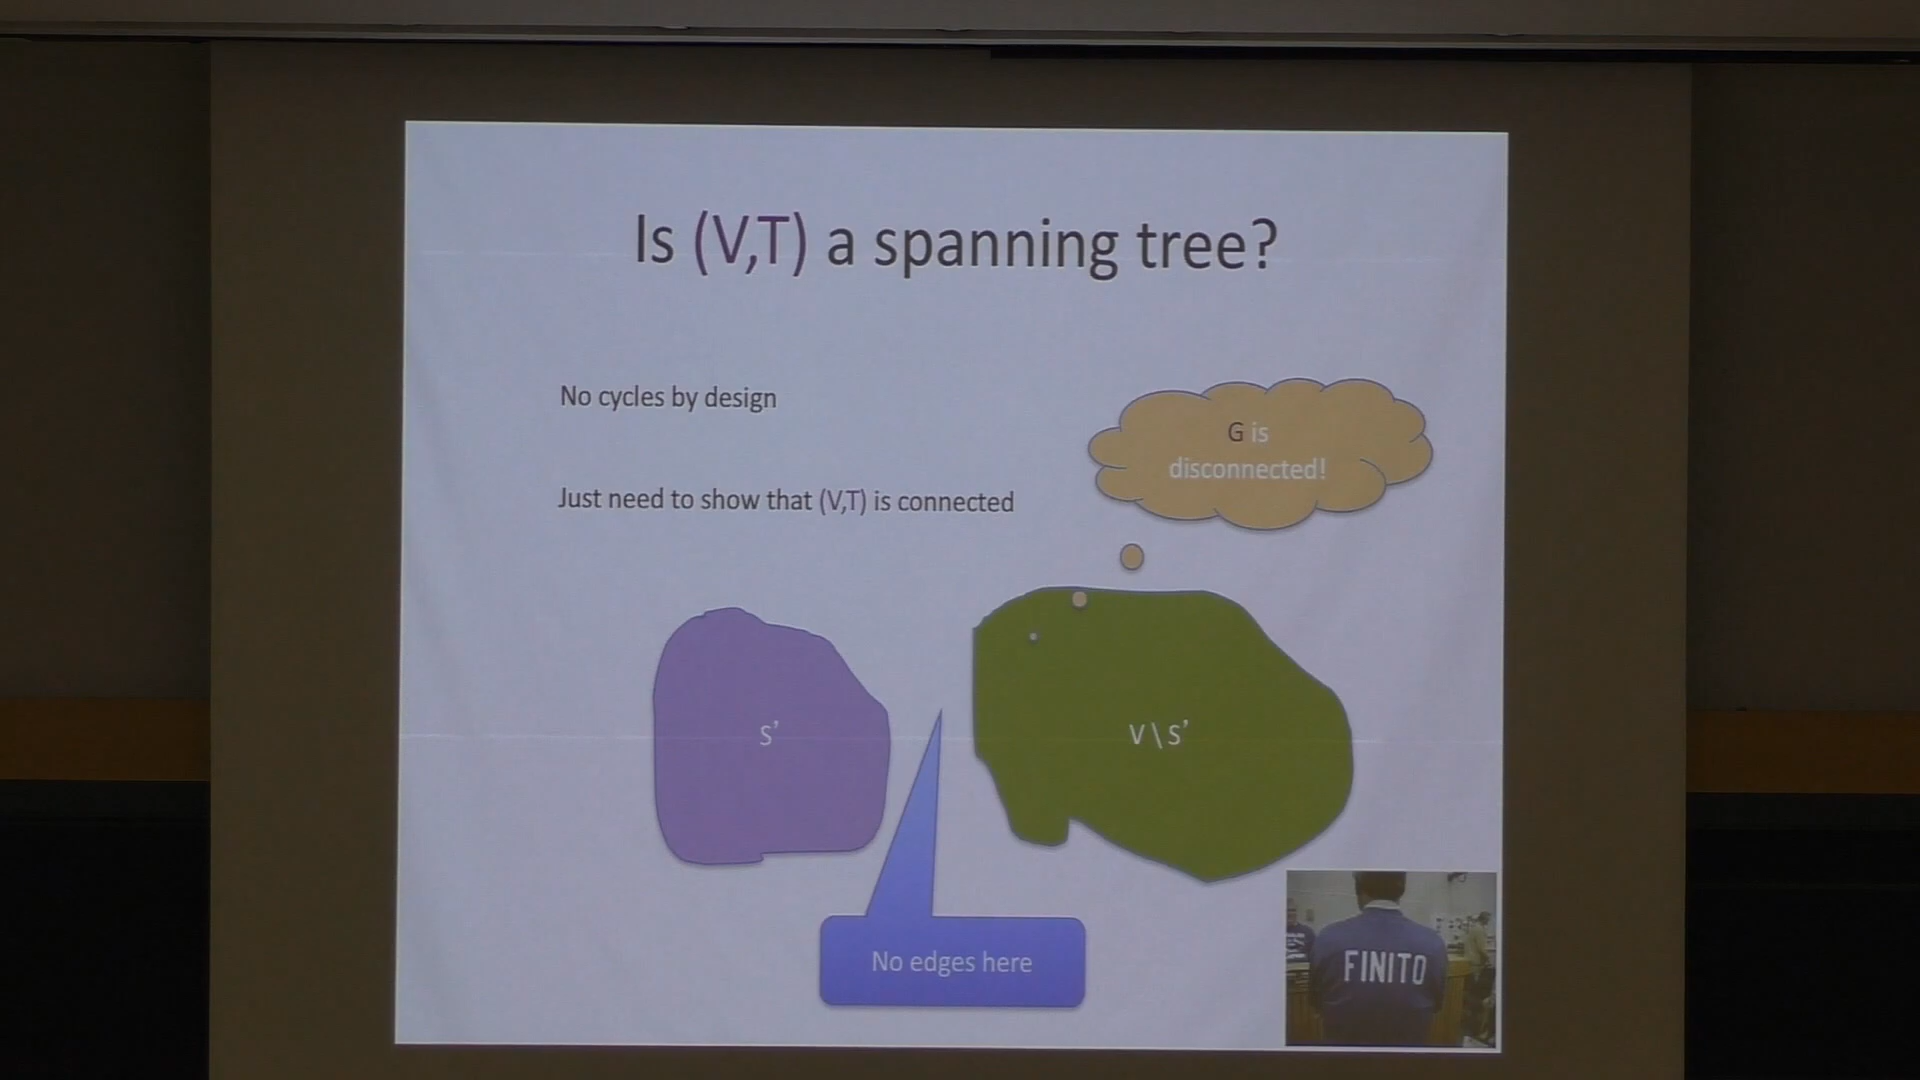 Is (V,T) a spanning tree?
No cycles by design
G is
disconnected!
Just need to show that (V,T) is connected
S'
V \ S'
No edges here
FINITO